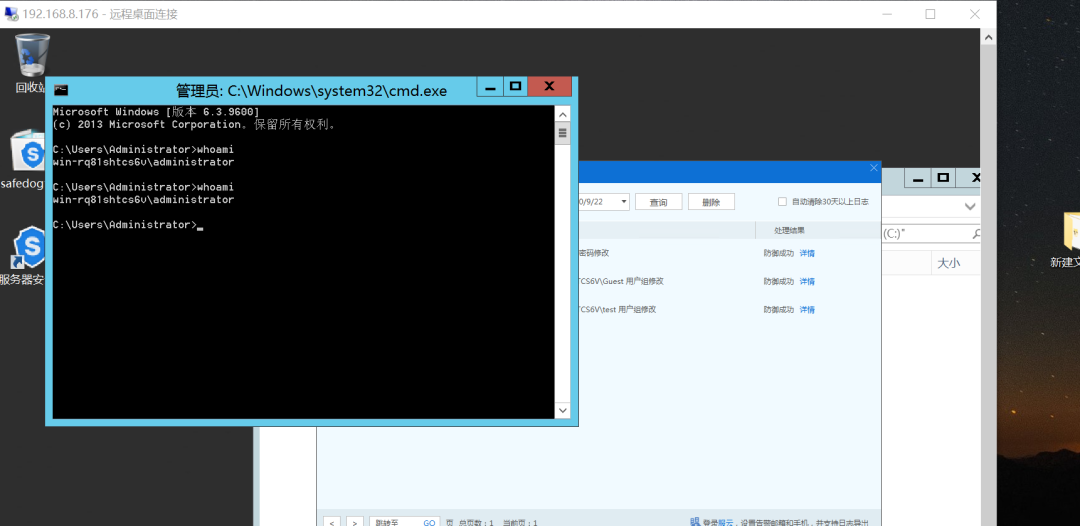 192.168.8.176 - 远程桌面连接
回收站
管理员: C:\Windows\system32\cmd.exe
Microsoft Windows [版本 6.3.9600]
(c) 2013 Microsoft Corporation。保留所有权利。
C:\Users\Administrator>whoami
win-rq81shtcs6v\administrator
C:\Users\Administrator>whoami
win-rq81shtcs6v\administrator
C:\Users\Administrator>
safedog
服务器安
0/9/22
查询
删除
自动清除30天以上日志
处理结果
密码修改
防御成功 详情
TCS6V\Guest 用户组修改
防御成功 详情
TCS6V\test 用户组修改
防御成功 详情
(C:)"
大小
新建文
< > 跳转至 GO 页 总页数：1 当前页：1
登录服云，设置告警邮箱和手机，并支持日志导出